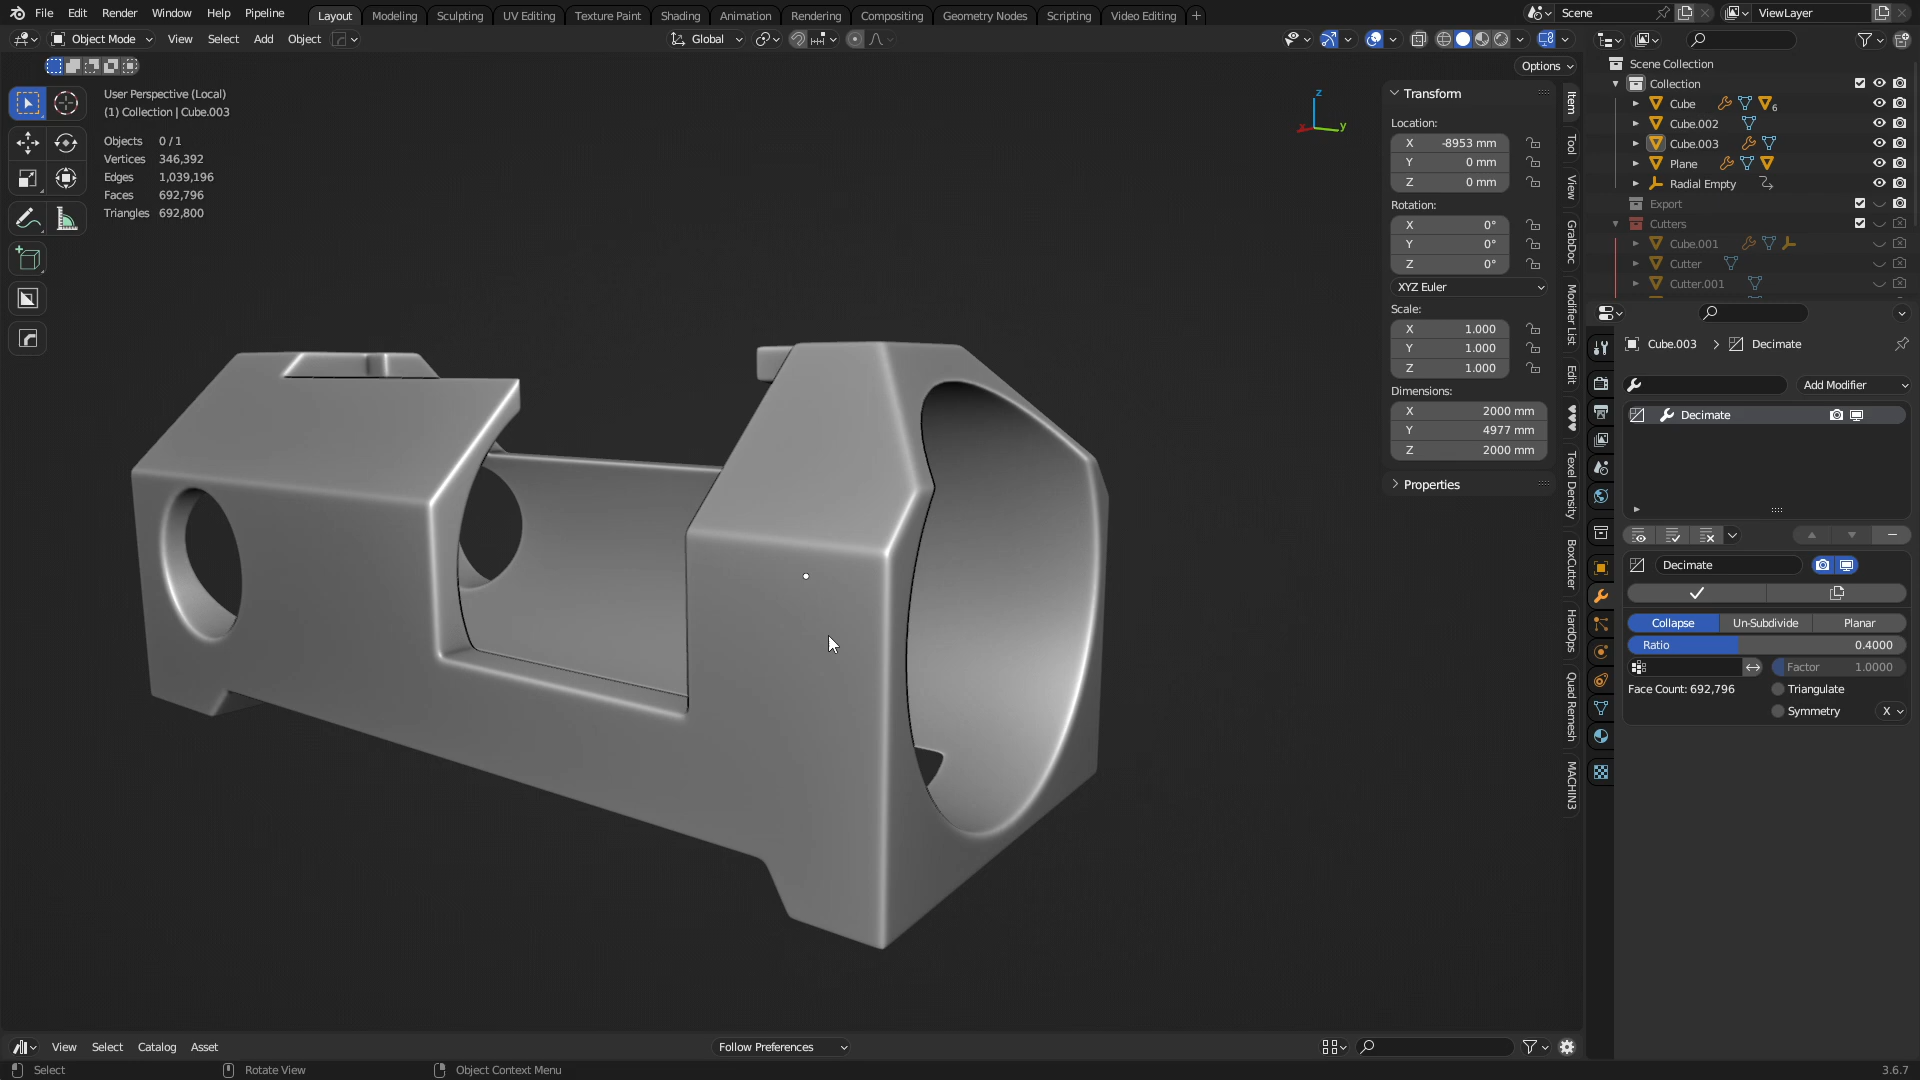 File Edit Render Window Help Pipeline Layout Modeling Sculpting UV Editing Texture Paint Shading Animation Rendering Compositing Geometry Nodes Scripting Video Editing + Scene ViewLayer
Object Mode View Select Add Object Global
Options
User Perspective (Local)
(1) Collection | Cube.003
Objects 0 / 1
Vertices 346,392
Edges 1,039,196
Faces 692,796
Triangles 692,800
z
x
y
Transform
Location:
X -8953 mm
Y 0 mm
Z 0 mm
Rotation:
X 0°
Y 0°
Z 0°
XYZ Euler
Scale:
X 1.000
Y 1.000
Z 1.000
Dimensions:
X 2000 mm
Y 4977 mm
Z 2000 mm
Properties
Item
Tool
View
GrabDoc
Modifier List
Edit
♥♥♥
Texel Density
BoxCutter
HardOps
Quad Remesh
MACHIN3
Scene Collection
Collection
Cube 6
Cube.002
Cube.003
Plane
Radial Empty
Export
Cutters
Cube.001
Cutter
Cutter.001
Cube.003 > Decimate
Add Modifier
Decimate
Decimate
Collapse Un-Subdivide Planar
Ratio 0.4000
Factor 1.0000
Face Count: 692,796 Triangulate
Symmetry X
View Select Catalog Asset Follow Preferences
Select Rotate View Object Context Menu 3.6.7